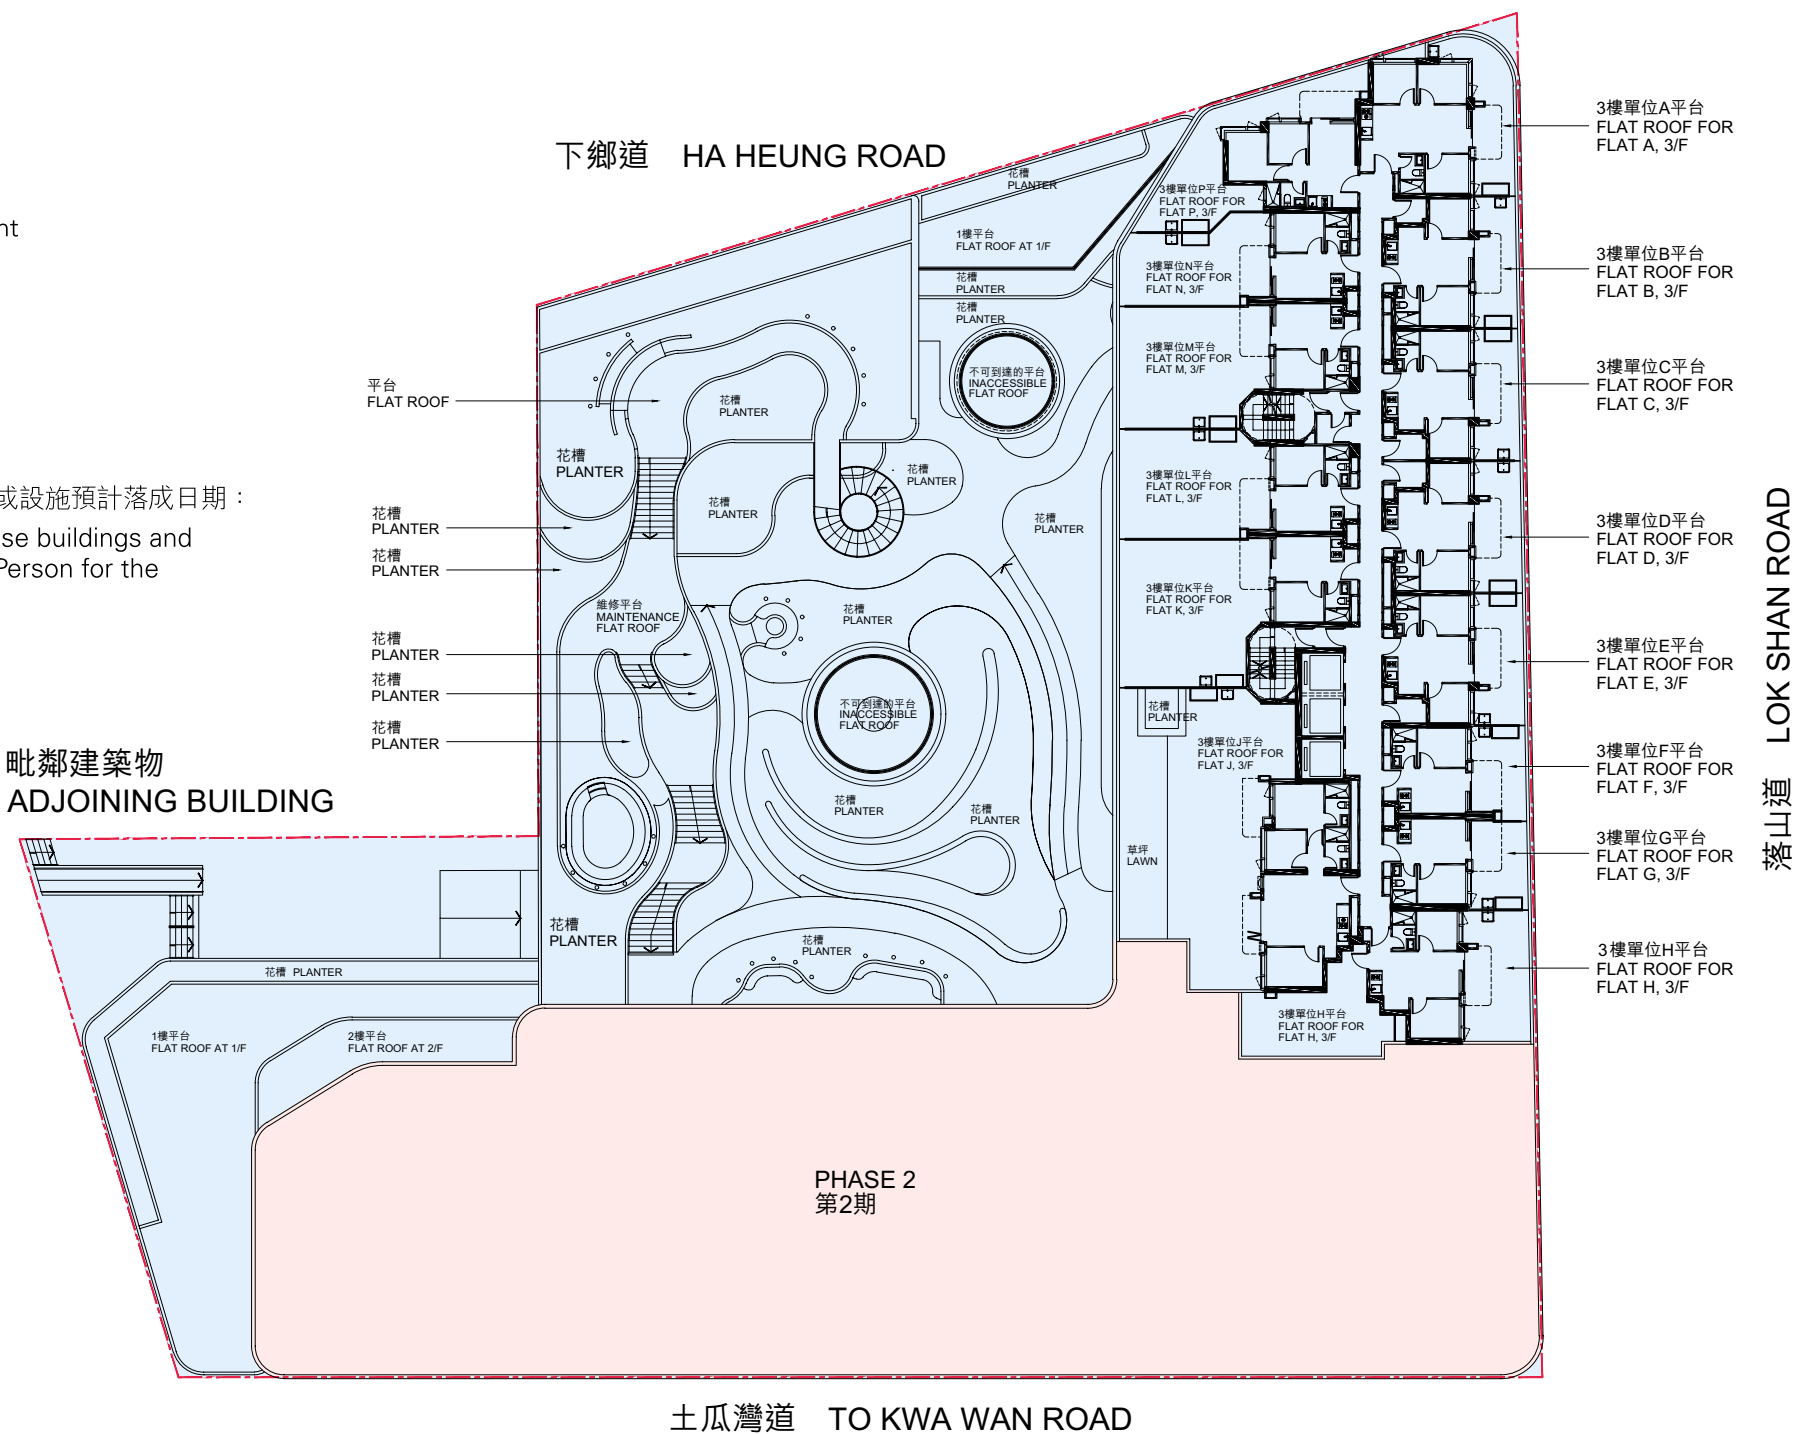 下鄉道 HA HEUNG ROAD
nt
或設施預計落成日期：
se buildings and
Person for the
毗鄰建築物
ADJOINING BUILDING
平台
FLAT ROOF
花槽
PLANTER
花槽
PLANTER
花槽
PLANTER
花槽
PLANTER
花槽
PLANTER
花槽
PLANTER
花槽
PLANTER
1樓平台
FLAT ROOF AT 1/F
花槽
PLANTER
花槽
PLANTER
不可到達的平台
INACCESSIBLE
FLAT ROOF
花槽
PLANTER
花槽
PLANTER
花槽
PLANTER
花槽
PLANTER
維修平台
MAINTENANCE
FLAT ROOF
花槽
PLANTER
不可到達的平台
INACCESSIBLE
FLAT ROOF
花槽
PLANTER
花槽
PLANTER
花槽
PLANTER
花槽
PLANTER
花槽 PLANTER
1樓平台
FLAT ROOF AT 1/F
2樓平台
FLAT ROOF AT 2/F
3樓單位P平台
FLAT ROOF FOR
FLAT P, 3/F
3樓單位N平台
FLAT ROOF FOR
FLAT N, 3/F
3樓單位M平台
FLAT ROOF FOR
FLAT M, 3/F
3樓單位L平台
FLAT ROOF FOR
FLAT L, 3/F
3樓單位K平台
FLAT ROOF FOR
FLAT K, 3/F
花槽
PLANTER
3樓單位J平台
FLAT ROOF FOR
FLAT J, 3/F
草坪
LAWN
3樓單位H平台
FLAT ROOF FOR
FLAT H, 3/F
3樓單位A平台
FLAT ROOF FOR
FLAT A, 3/F
3樓單位B平台
FLAT ROOF FOR
FLAT B, 3/F
3樓單位C平台
FLAT ROOF FOR
FLAT C, 3/F
3樓單位D平台
FLAT ROOF FOR
FLAT D, 3/F
3樓單位E平台
FLAT ROOF FOR
FLAT E, 3/F
3樓單位F平台
FLAT ROOF FOR
FLAT F, 3/F
3樓單位G平台
FLAT ROOF FOR
FLAT G, 3/F
3樓單位H平台
FLAT ROOF FOR
FLAT H, 3/F
落山道 LOK SHAN ROAD
PHASE 2
第2期
土瓜灣道 TO KWA WAN ROAD